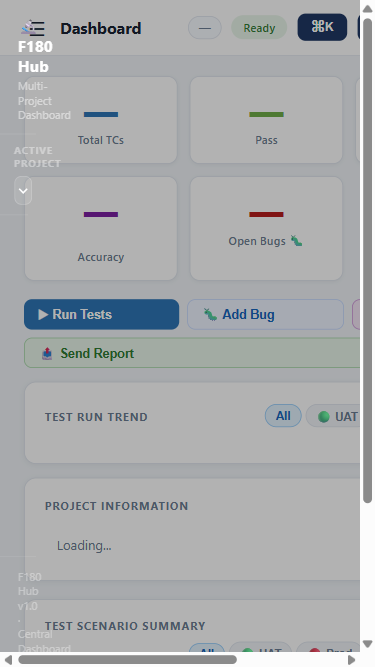 Dashboard
—
Ready
⌘K
F180
Hub
Multi-
Project
Dashboard
ACTIVE
PROJECT
Total TCs
Pass
Accuracy
Open Bugs 🐛
▶ Run Tests
🐛 Add Bug
📤 Send Report
TEST RUN TREND
All
UAT
PROJECT INFORMATION
Loading...
F180
Hub
v1.0
·
Central
Dashboard
TEST SCENARIO SUMMARY
All
UAT
Prod